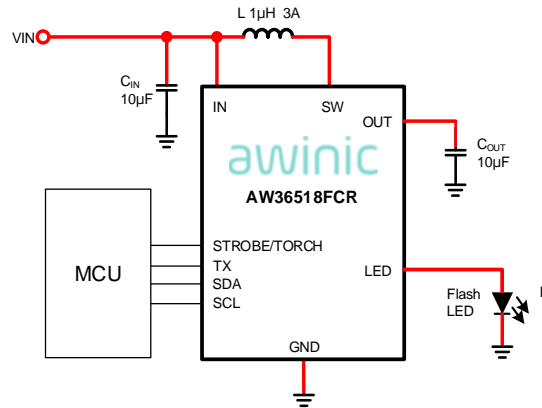 L 1µH 3A
VIN
CIN
10µF
IN
SW
OUT
COUT
10µF
awinic
AW36518FCR
MCU
STROBE/TORCH
TX
SDA
SCL
LED
Flash
LED
GND